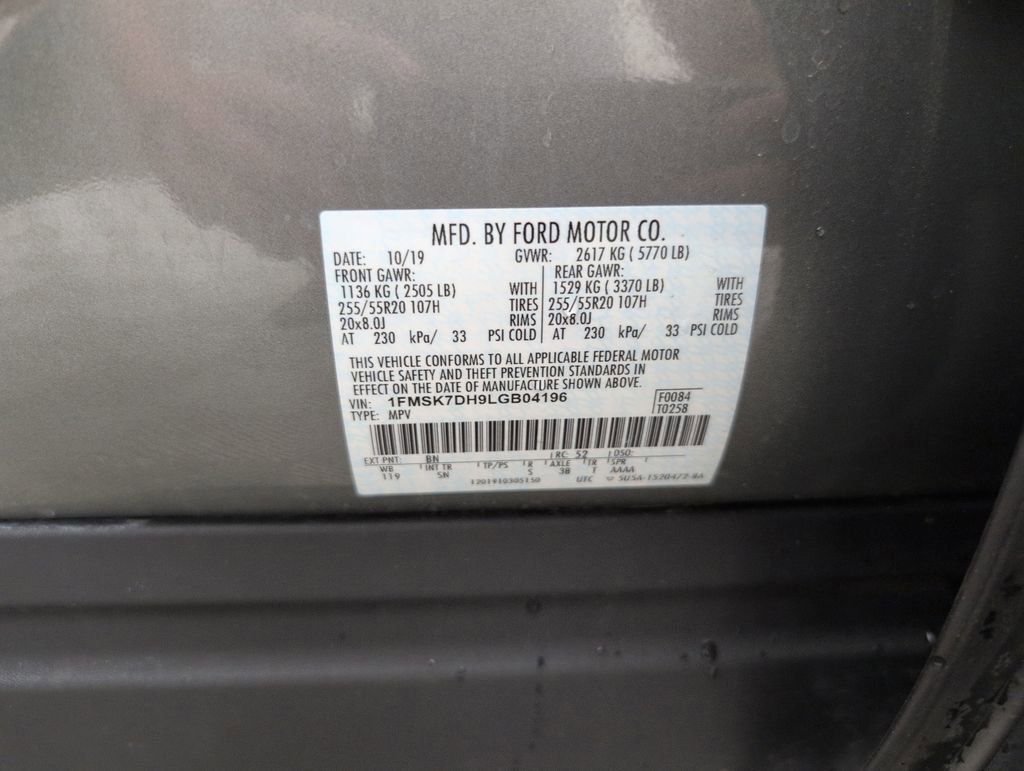 MFD. BY FORD MOTOR CO.
DATE: 10/19 GVWR: 2617 KG ( 5770 LB)
FRONT GAWR: REAR GAWR:
1136 KG ( 2505 LB) WITH 1529 KG ( 3370 LB) WITH
255/55R20 107H TIRES 255/55R20 107H TIRES
20x8.0J RIMS 20x8.0J RIMS
AT 230 kPa/ 33 PSI COLD AT 230 kPa/ 33 PSI COLD
THIS VEHICLE CONFORMS TO ALL APPLICABLE FEDERAL MOTOR
VEHICLE SAFETY AND THEFT PREVENTION STANDARDS IN
EFFECT ON THE DATE OF MANUFACTURE SHOWN ABOVE.
VIN: 1FMSK7DH9LGB04196 F0084
TYPE: MPV T0258
EXT PNT: BN RC: 52 DSO:
WB INT TR TP/PS R AXLE TR SPR
119 SN S 38 T AAAA
1201910305150 UTC